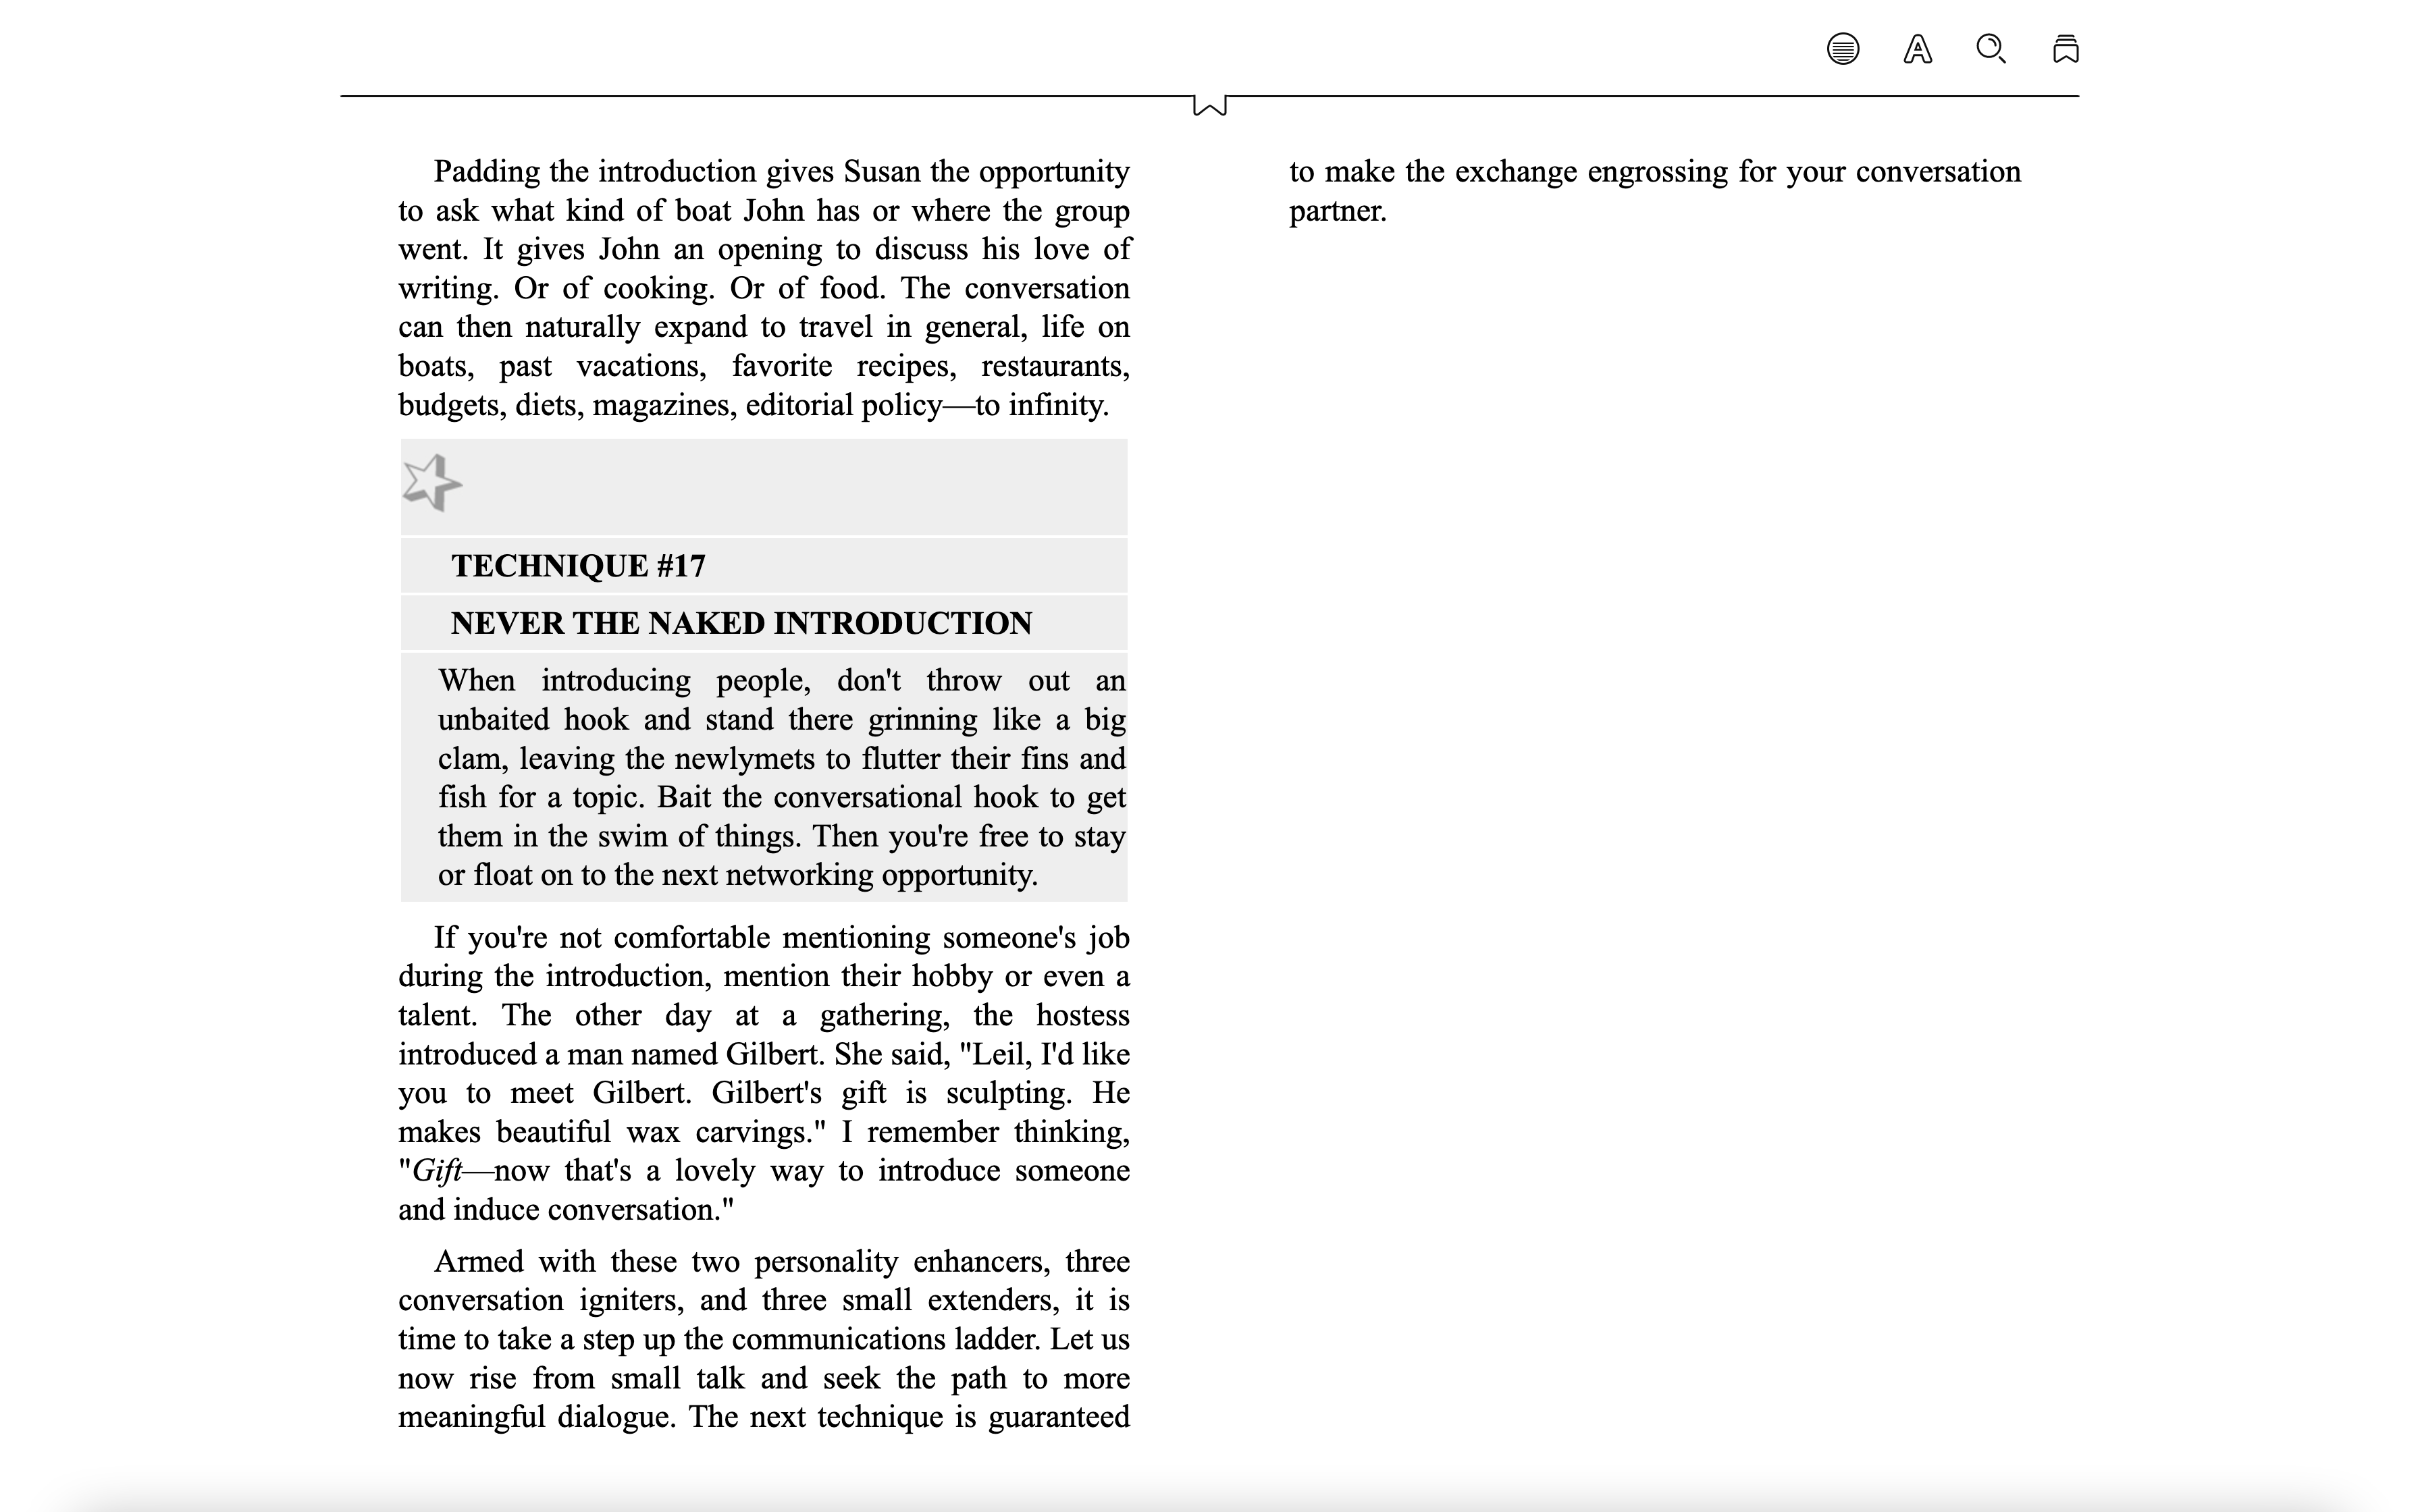 Padding the introduction gives Susan the opportunity
to ask what kind of boat John has or where the group
went. It gives John an opening to discuss his love of
writing. Or of cooking. Or of food. The conversation
can then naturally expand to travel in general, life on
boats, past vacations, favorite recipes, restaurants,
budgets, diets, magazines, editorial policy—to infinity.
TECHNIQUE #17
NEVER THE NAKED INTRODUCTION
When introducing people, don't throw out an
unbaited hook and stand there grinning like a big
clam, leaving the newlymets to flutter their fins and
fish for a topic. Bait the conversational hook to get
them in the swim of things. Then you're free to stay
or float on to the next networking opportunity.
If you're not comfortable mentioning someone's job
during the introduction, mention their hobby or even a
talent. The other day at a gathering, the hostess
introduced a man named Gilbert. She said, "Leil, I'd like
you to meet Gilbert. Gilbert's gift is sculpting. He
makes beautiful wax carvings." I remember thinking,
"Gift—now that's a lovely way to introduce someone
and induce conversation."
Armed with these two personality enhancers, three
conversation igniters, and three small extenders, it is
time to take a step up the communications ladder. Let us
now rise from small talk and seek the path to more
meaningful dialogue. The next technique is guaranteed
to make the exchange engrossing for your conversation
partner.